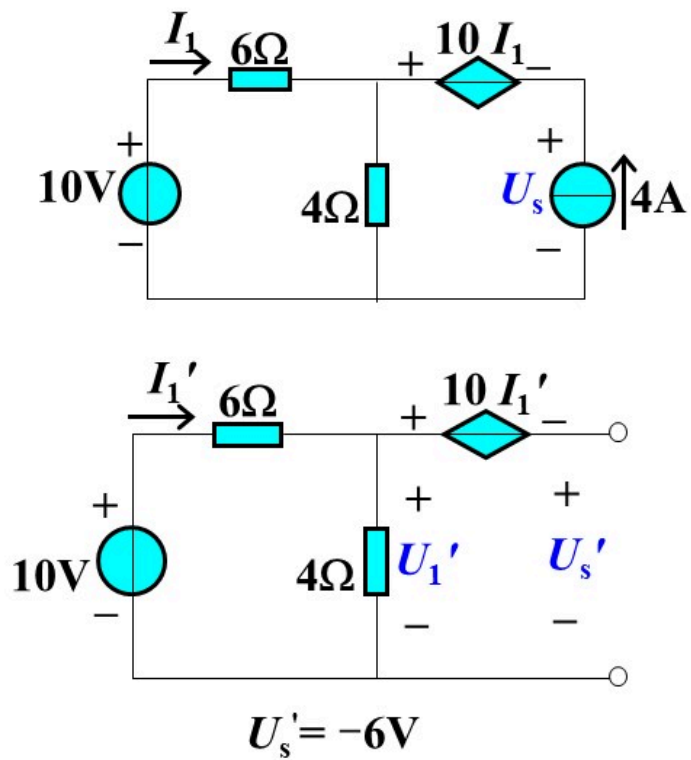 I₁ 6Ω + 10 I₁ −
+ 10V − 4Ω + Uₛ − 4A
I₁′ 6Ω + 10 I₁′ −
+ 10V − 4Ω + U₁′ − + Uₛ′ −
Uₛ'= −6V